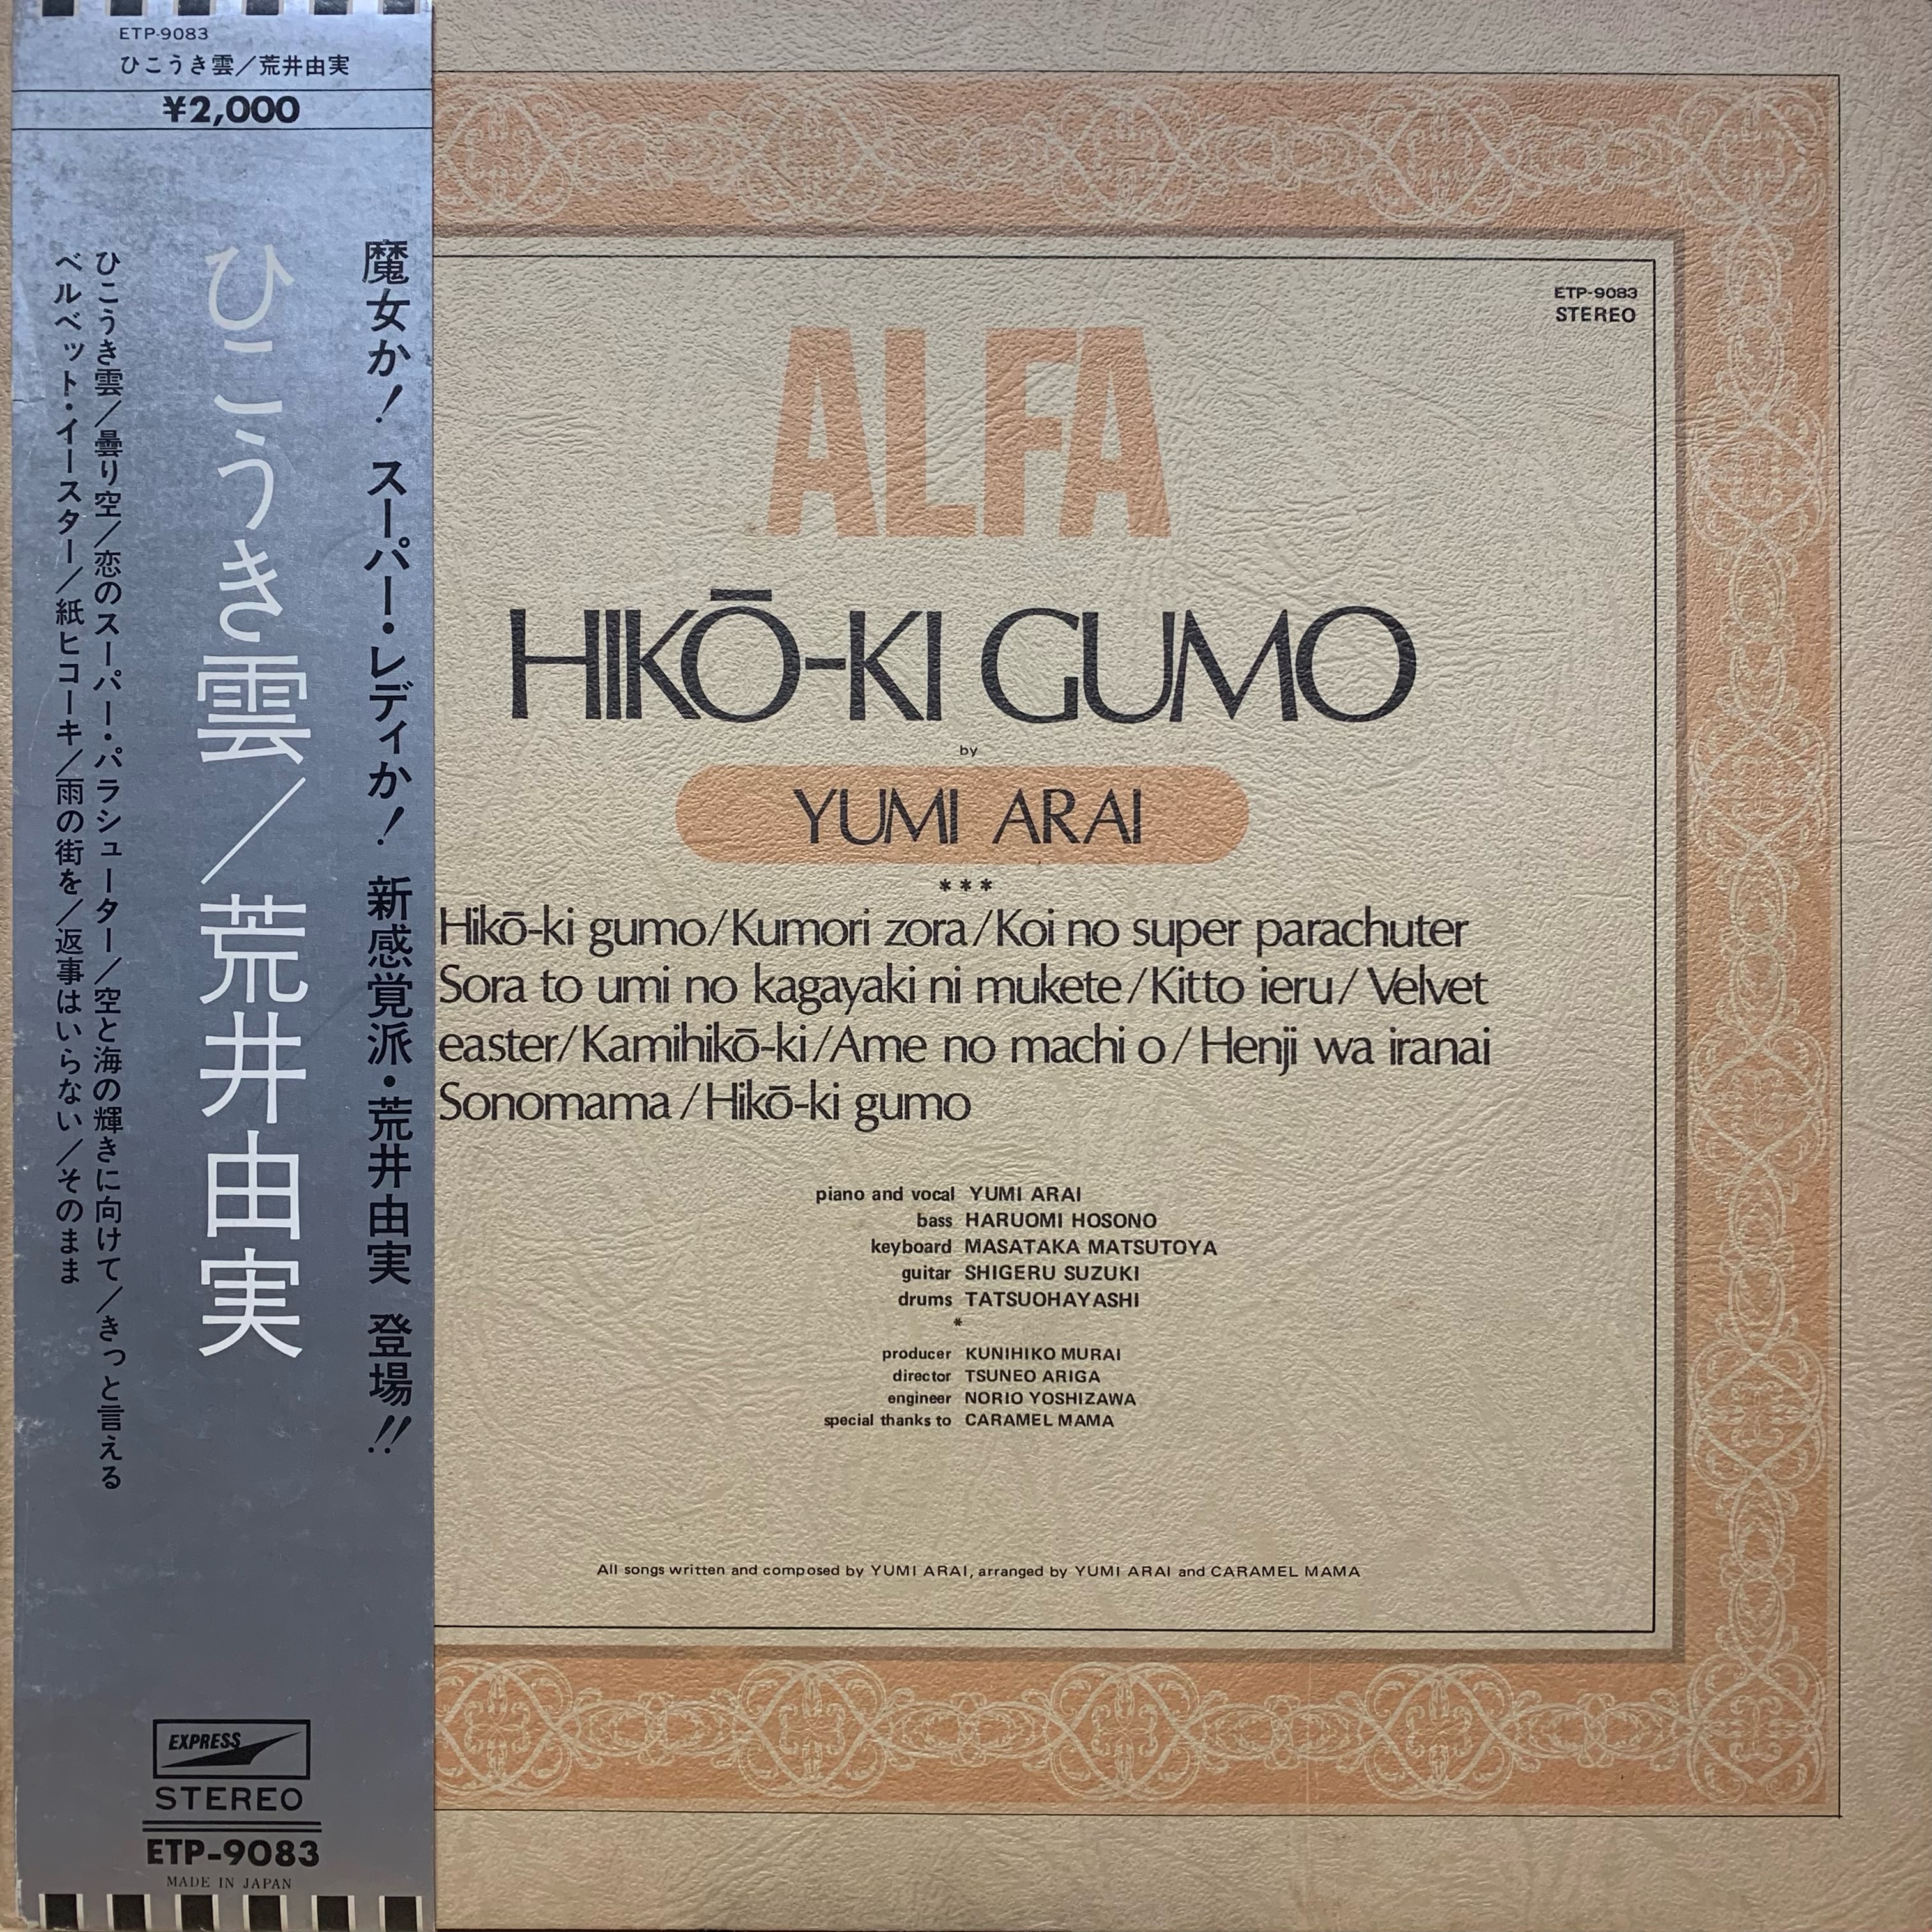 ETP-9083
ひこうき雲／荒井由実
¥2,000
魔女か！ スーパー・レディか！ 新感覚派・荒井由実 登場!!
ひこうき雲／荒井由実
ひこうき雲／曇り空／恋のスーパー・パラシューター／空と海の輝きに向けて／きっと言える
ベルベット・イースター／紙ヒコーキ／雨の街を／返事はいらない／そのまま
EXPRESS
STEREO
ETP-9083
MADE IN JAPAN
ETP-9083
STEREO
ALFA
HIKŌ-KI GUMO
by
YUMI ARAI
***
Hikō-ki gumo/Kumori zora/Koi no super parachuter
Sora to umi no kagayaki ni mukete/Kitto ieru/Velvet
easter/Kamihikō-ki/Ame no machi o/Henji wa iranai
Sonomama/Hikō-ki gumo
piano and vocal YUMI ARAI
bass HARUOMI HOSONO
keyboard MASATAKA MATSUTOYA
guitar SHIGERU SUZUKI
drums TATSUOHAYASHI
*
producer KUNIHIKO MURAI
director TSUNEO ARIGA
engineer NORIO YOSHIZAWA
special thanks to CARAMEL MAMA
All songs written and composed by YUMI ARAI, arranged by YUMI ARAI and CARAMEL MAMA